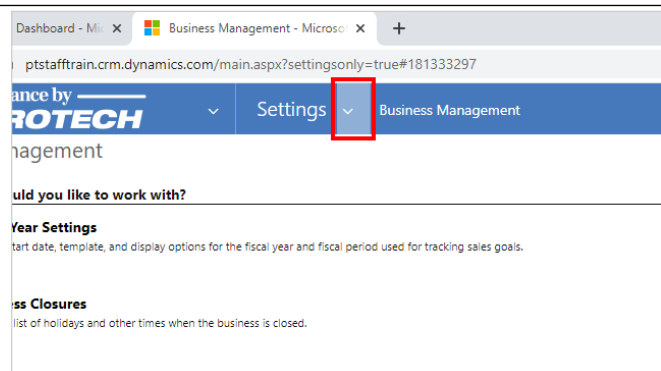 Dashboard - Mic
Business Management - Microso
ptstafftrain.crm.dynamics.com/main.aspx?settingsonly=true#181333297
ance by
ROTECH
Settings
Business Management
nagement
uld you like to work with?
Year Settings
tart date, template, and display options for the fiscal year and fiscal period used for tracking sales goals.
ss Closures
list of holidays and other times when the business is closed.